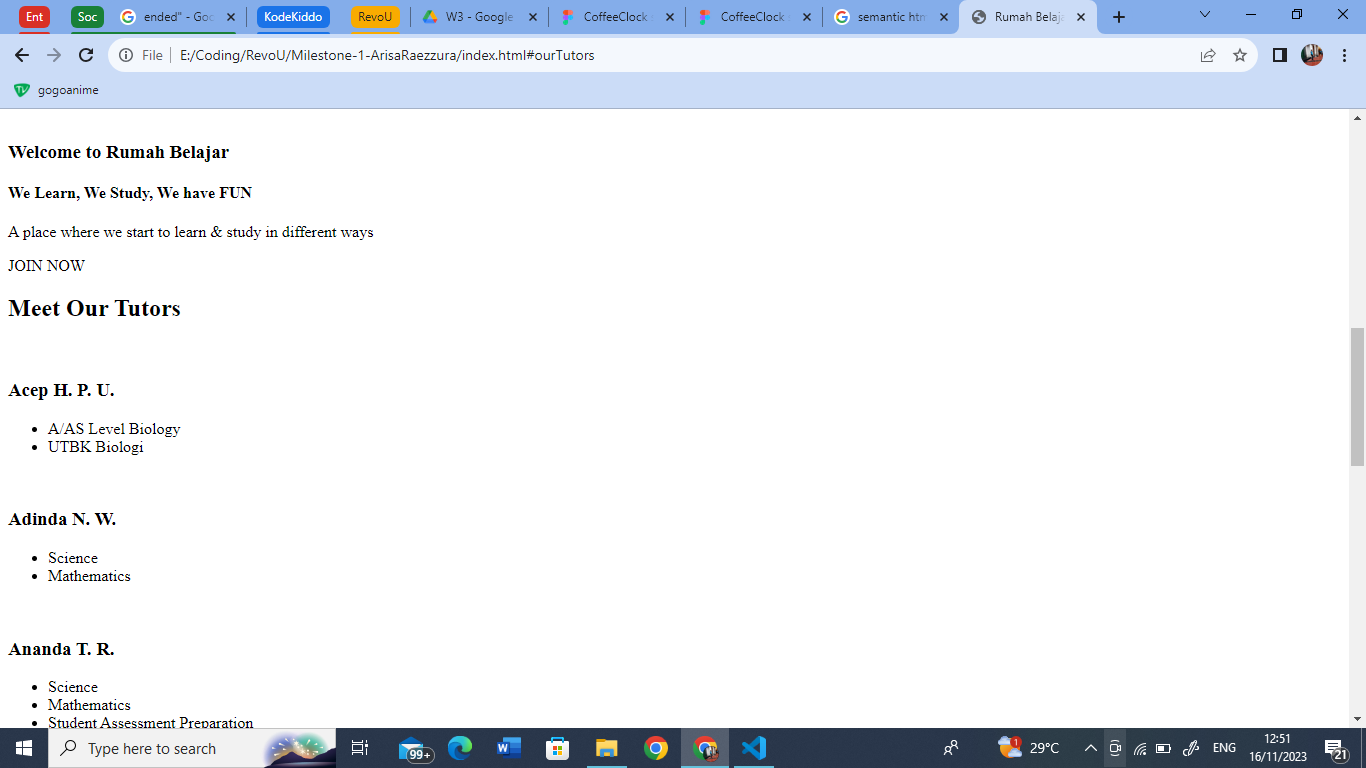 Ent
Soc
ended" - Goo
KodeKiddo
RevoU
W3 - Google
CoffeeClock
CoffeeClock
semantic htm
Rumah Belaja
File
E:/Coding/RevoU/Milestone-1-ArisaRaezzura/index.html#ourTutors
gogoanime
Welcome to Rumah Belajar
We Learn, We Study, We have FUN
A place where we start to learn & study in different ways
JOIN NOW
Meet Our Tutors
Acep H. P. U.
A/AS Level Biology
UTBK Biologi
Adinda N. W.
Science
Mathematics
Ananda T. R.
Science
Mathematics
Student Assessment Preparation
Type here to search
99+
1
29°C
ENG
12:51
16/11/2023
21